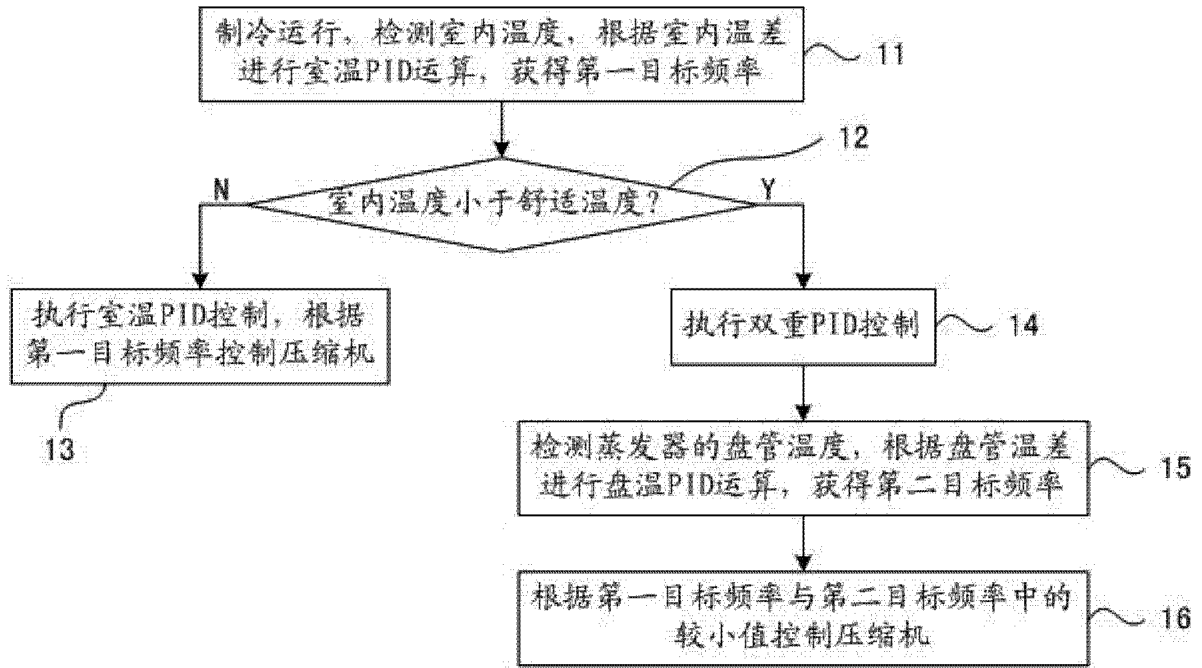 制冷运行，检测室内温度，根据室内温差
进行室温PID运算，获得第一目标频率
11
12
N
室内温度小于舒适温度？
Y
执行室温PID控制，根据
第一目标频率控制压缩机
13
执行双重PID控制
14
检测蒸发器的盘管温度，根据盘管温差
进行盘温PID运算，获得第二目标频率
15
根据第一目标频率与第二目标频率中的
较小值控制压缩机
16